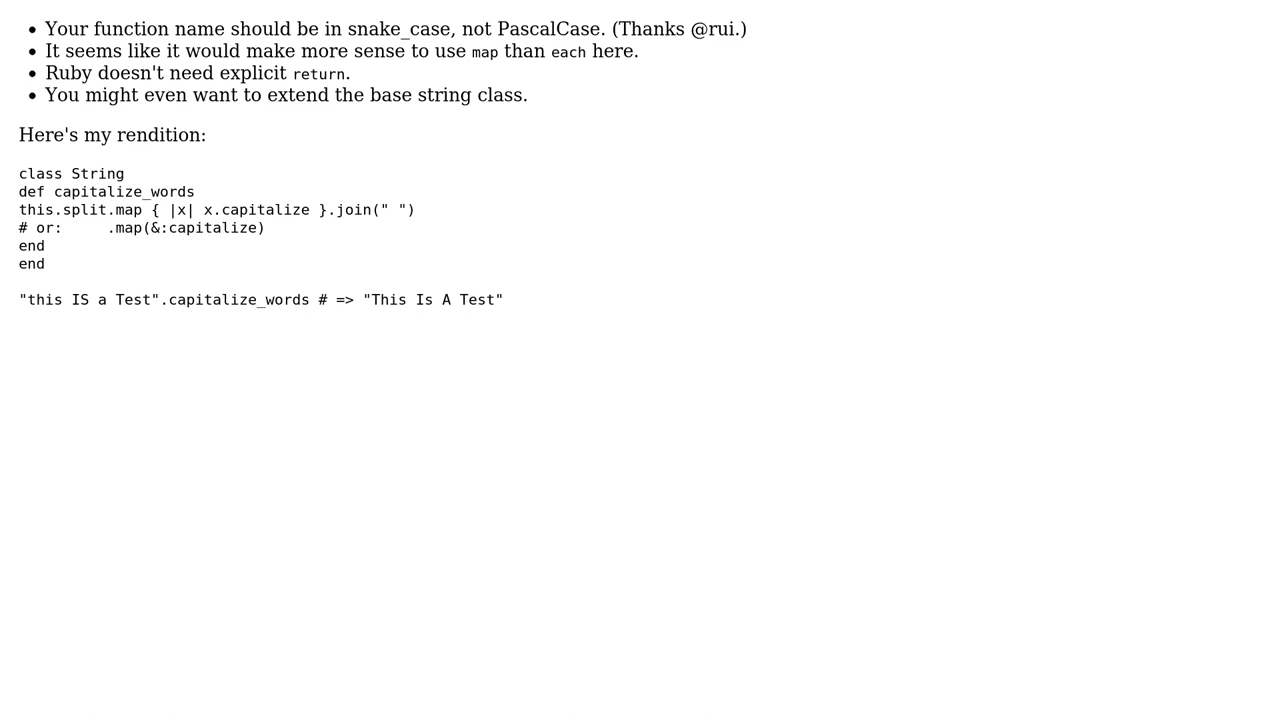 Your function name should be in snake_case, not PascalCase. (Thanks @rui.)
It seems like it would make more sense to use map than each here.
Ruby doesn't need explicit return.
You might even want to extend the base string class.
Here's my rendition:
class String
def capitalize_words
this.split.map { |x| x.capitalize }.join(" ")
# or:     .map(&:capitalize)
end
end
"this IS a Test".capitalize_words # => "This Is A Test"